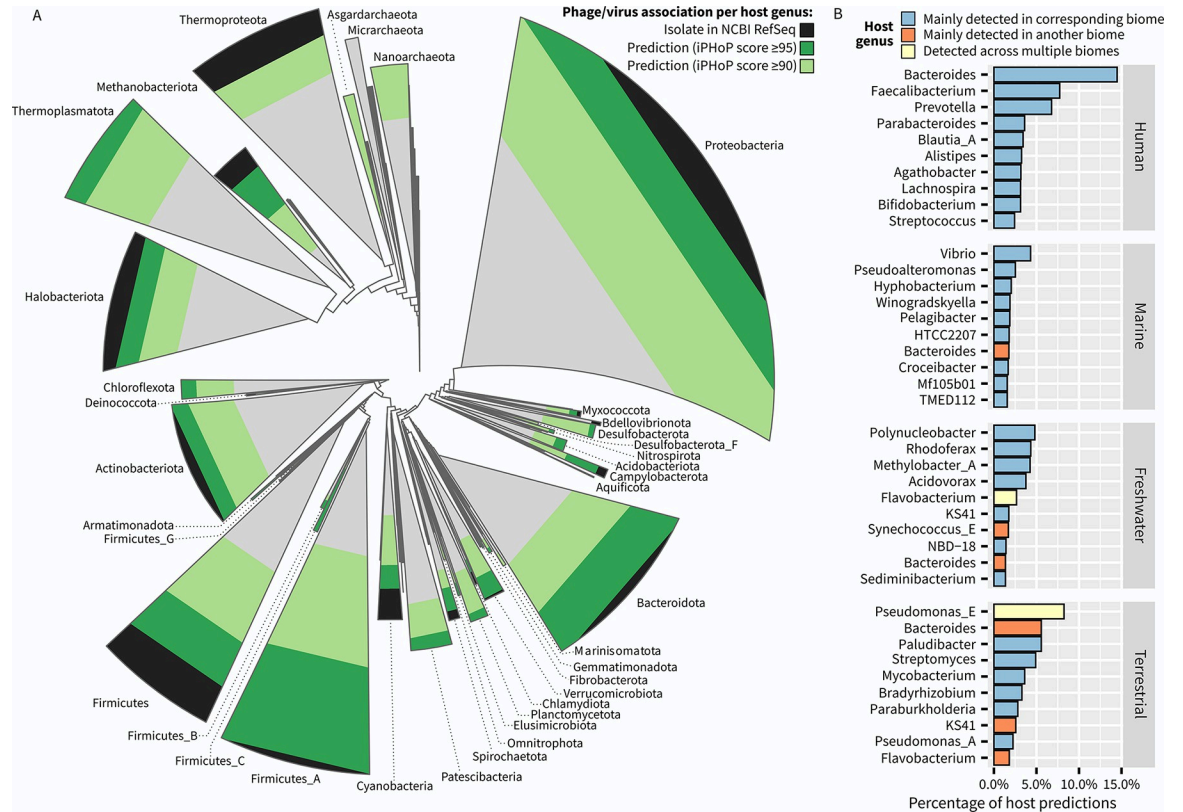 A
Phage/virus association per host genus:
Isolate in NCBI RefSeq
Prediction (iPHoP score ≥95)
Prediction (iPHoP score ≥90)
Thermoproteota
Asgardarchaeota
Micrarchaeota
Nanoarchaeota
Methanobacteriota
Thermoplasmatota
Proteobacteria
Halobacteriota
Chloroflexota
Deinococcota
Actinobacteriota
Armatimonadota
Firmicutes_G
Myxococcota
Bdellovibrionota
Desulfobacterota
Desulfobacterota_F
Nitrospirota
Acidobacteriota
Campylobacterota
Aquificota
Bacteroidota
Marinisomatota
Gemmatimonadota
Fibrobacterota
Verrucomicrobiota
Chlamydiota
Planctomycetota
Elusimicrobiota
Omnitrophota
Spirochaetota
Patescibacteria
Cyanobacteria
Firmicutes_A
Firmicutes_C
Firmicutes_B
Firmicutes
B
Host genus
Mainly detected in corresponding biome
Mainly detected in another biome
Detected across multiple biomes
Bacteroides
Faecalibacterium
Prevotella
Parabacteroides
Blautia_A
Alistipes
Agathobacter
Lachnospira
Bifidobacterium
Streptococcus
Human
Vibrio
Pseudoalteromonas
Hyphobacterium
Winogradskyella
Pelagibacter
HTCC2207
Bacteroides
Croceibacter
Mf105b01
TMED112
Marine
Polynucleobacter
Rhodoferax
Methylobacter_A
Acidovorax
Flavobacterium
KS41
Synechococcus_E
NBD−18
Bacteroides
Sediminibacterium
Freshwater
Pseudomonas_E
Bacteroides
Paludibacter
Streptomyces
Mycobacterium
Bradyrhizobium
Paraburkholderia
KS41
Pseudomonas_A
Flavobacterium
Terrestrial
0.0% 5.0% 10.0% 15.0%
Percentage of host predictions